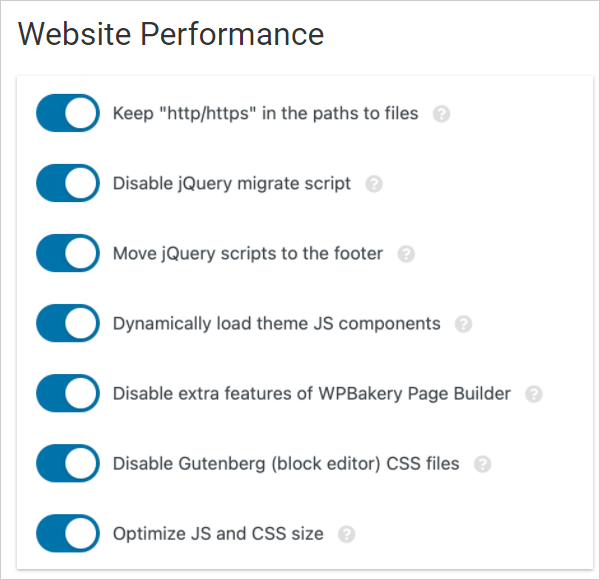 Website Performance
Keep "http/https" in the paths to files ?
Disable jQuery migrate script ?
Move jQuery scripts to the footer ?
Dynamically load theme JS components ?
Disable extra features of WPBakery Page Builder ?
Disable Gutenberg (block editor) CSS files ?
Optimize JS and CSS size ?